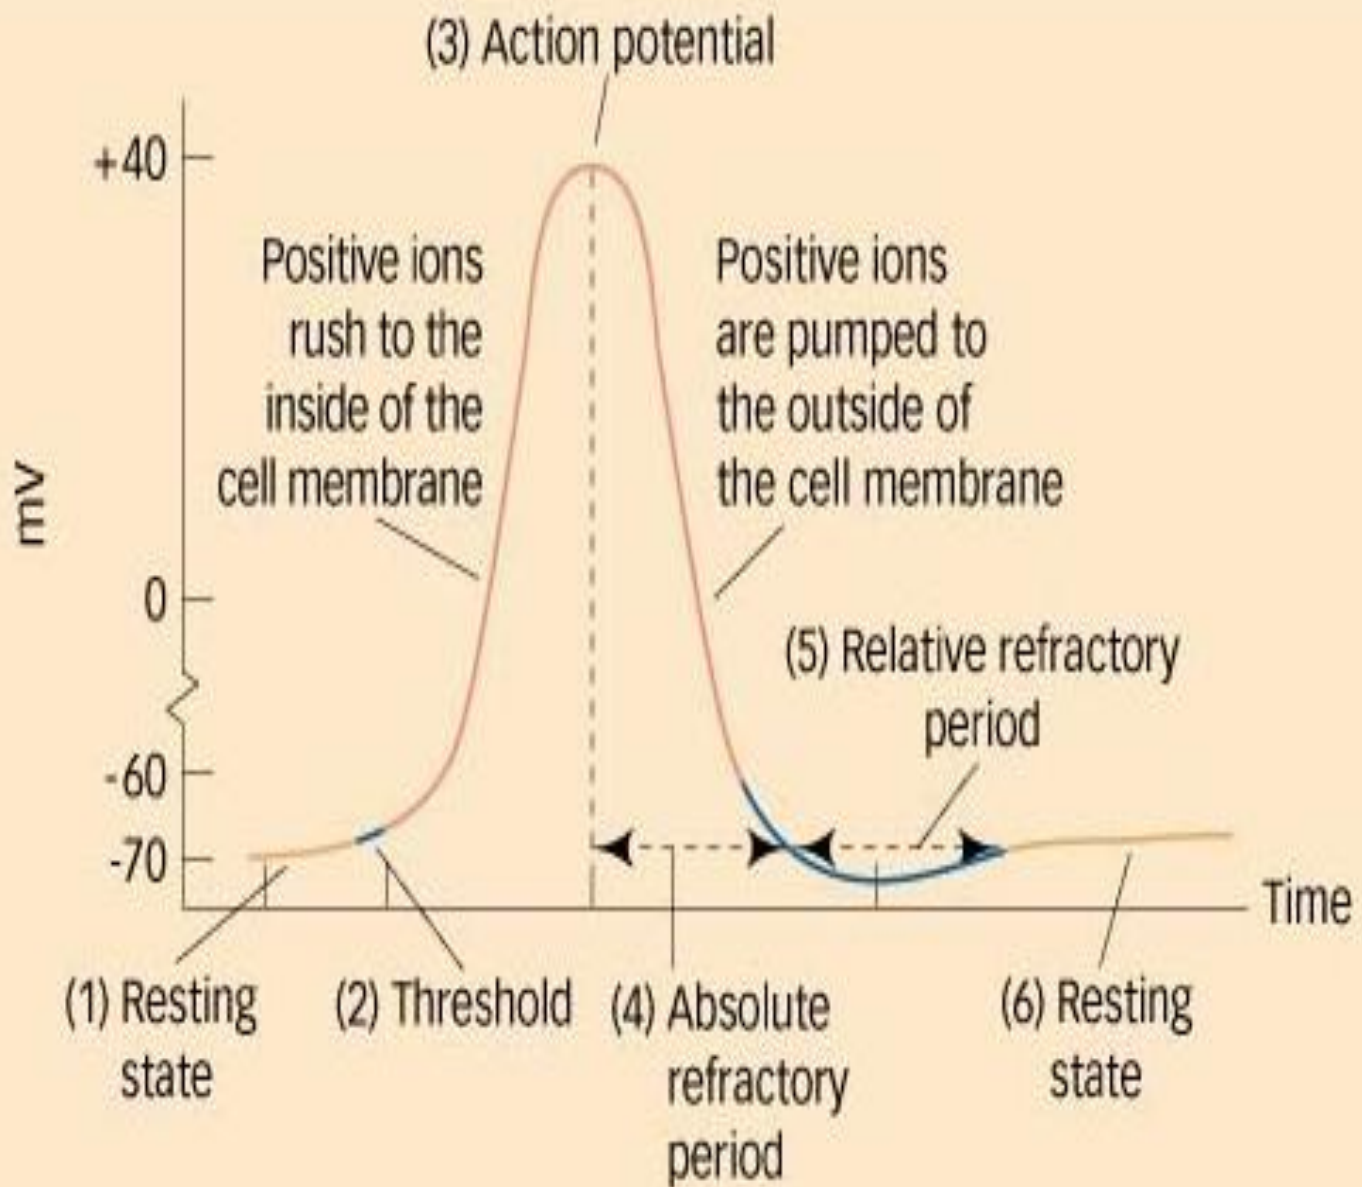 (3) Action potential
+40
Positive ions
rush to the
inside of the
cell membrane
Positive ions
are pumped to
the outside of
the cell membrane
mV
0
(5) Relative refractory
period
-60
-70
Time
(1) Resting
state
(2) Threshold
(4) Absolute
refractory
period
(6) Resting
state